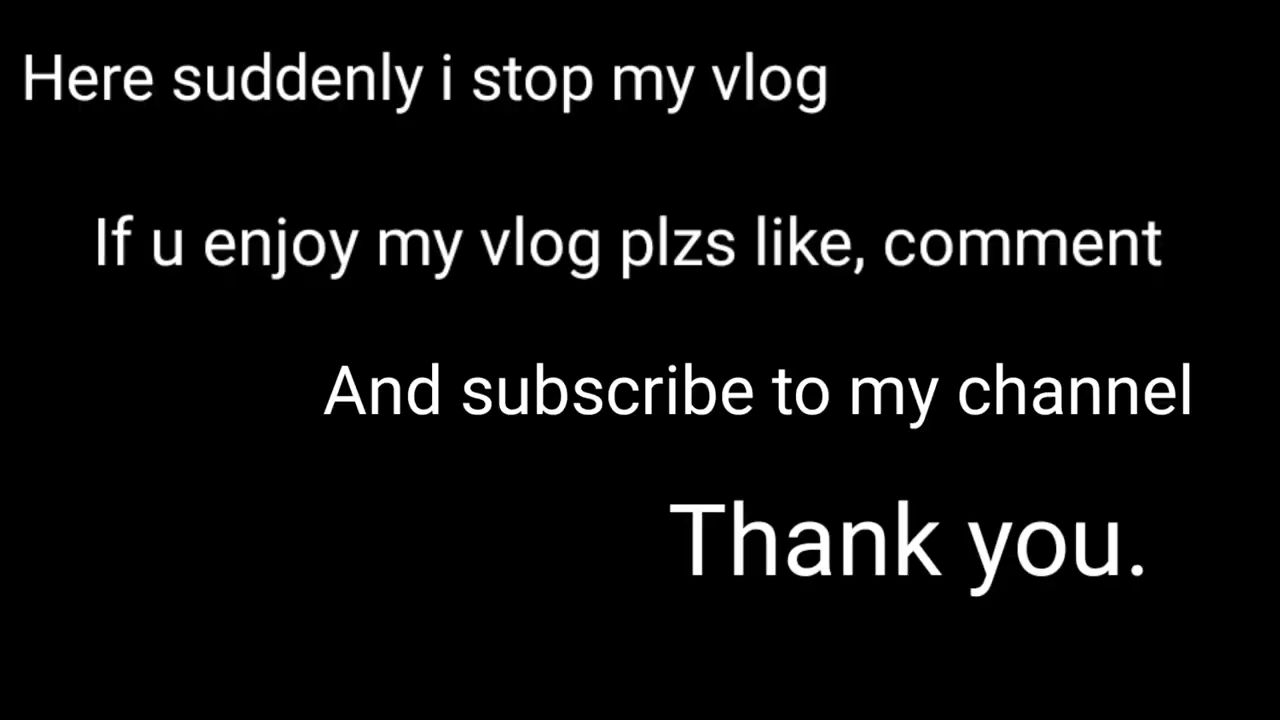 Here suddenly i stop my vlog
If u enjoy my vlog plzs like, comment
And subscribe to my channel
Thank you.